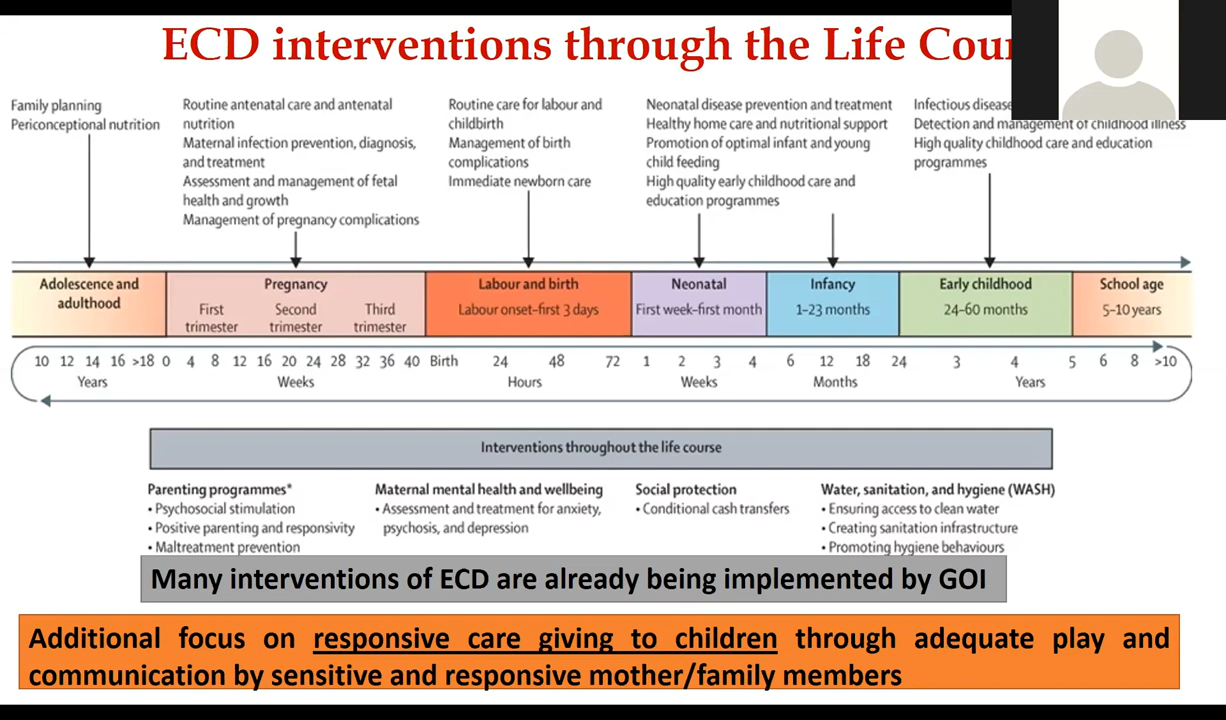 ECD interventions through the Life
Family planning
Periconceptional nutrition
Routine antenatal care and antenatal
nutrition
Maternal infection prevention, diagnosis,
and treatment
Assessment and management of fetal
health and growth
Management of pregnancy complications
Routine care for labour and
childbirth
Management of birth
complications
Immediate newborn care
Neonatal disease prevention and treatment
Healthy home care and nutritional support
Promotion of optimal infant and young
child feeding
High quality early childhood care and
education programmes
Infectious disease
Detection and management of childhood illness
High quality childcare care and education
programmes
Adolescence and
adulthood
Pregnancy
First
trimester
Second
trimester
Third
trimester
Labour and birth
Labour onset–first 3 days
Neonatal
First week–first month
Infancy
1–23 months
Early childhood
24–60 months
School age
5–10 years
10 12 14 16 >18 0 4 8 12 16 20 24 28 32 36 40 Birth 24 48 72 1 2 3 4 6 12 18 24 3 4 5 6 8 >10
Years Weeks Hours Weeks Months Years
Interventions throughout the life course
Parenting programmes*
• Psychosocial stimulation
• Positive parenting and responsivity
• Maltreatment prevention
Maternal mental health and wellbeing
• Assessment and treatment for anxiety,
psychosis, and depression
Social protection
• Conditional cash transfers
Water, sanitation, and hygiene (WASH)
• Ensuring access to clean water
• Creating sanitation infrastructure
• Promoting hygiene behaviours
Many interventions of ECD are already being implemented by GOI
Additional focus on responsive care giving to children through adequate play and
communication by sensitive and responsive mother/family members